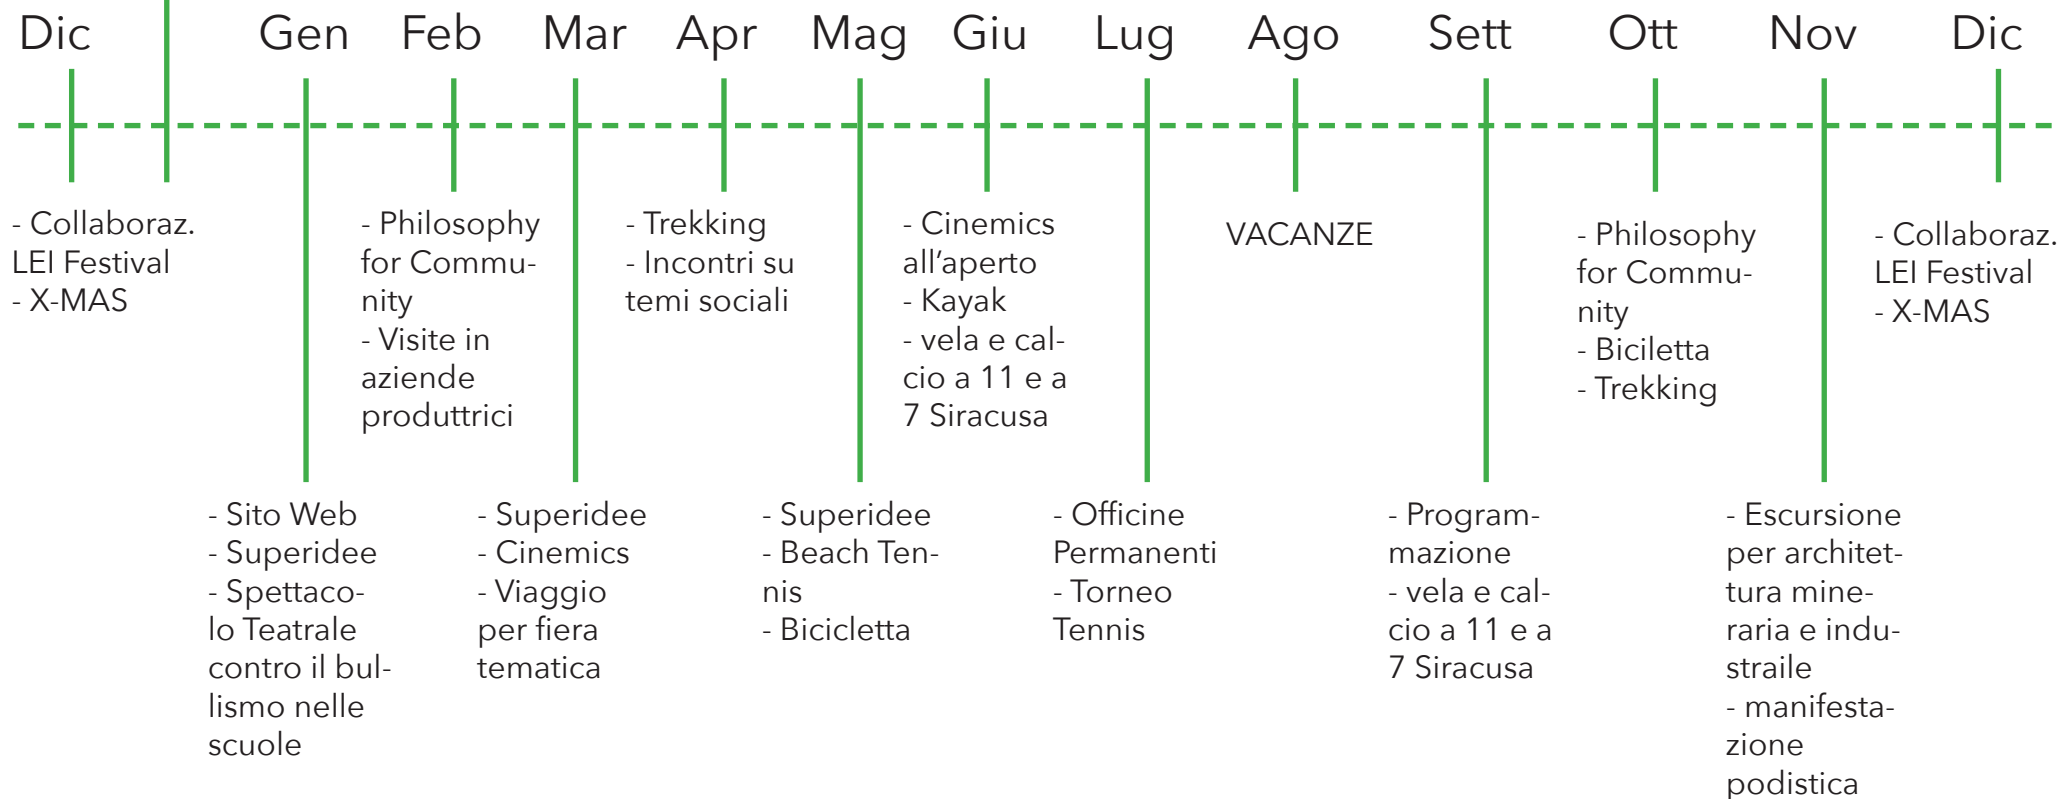 Dic Gen Feb Mar Apr Mag Giu Lug Ago Sett Ott Nov Dic
- Collaboraz.
LEI Festival
- X-MAS
- Philosophy
for Commu-
nity
- Visite in
aziende
produttrici
- Trekking
- Incontri su
temi sociali
- Cinemics
all'aperto
- Kayak
- vela e cal-
cio a 11 e a
7 Siracusa
VACANZE
- Philosophy
for Commu-
nity
- Biciletta
- Trekking
- Collaboraz.
LEI Festival
- X-MAS
- Sito Web
- Superidee
- Spettaco-
lo Teatrale
contro il bul-
lismo nelle
scuole
- Superidee
- Cinemics
- Viaggio
per fiera
tematica
- Superidee
- Beach Ten-
nis
- Bicicletta
- Officine
Permanenti
- Torneo
Tennis
- Program-
mazione
- vela e cal-
cio a 11 e a
7 Siracusa
- Escursione
per architet-
tura mine-
raria e indu-
straile
- manifesta-
zione
podistica